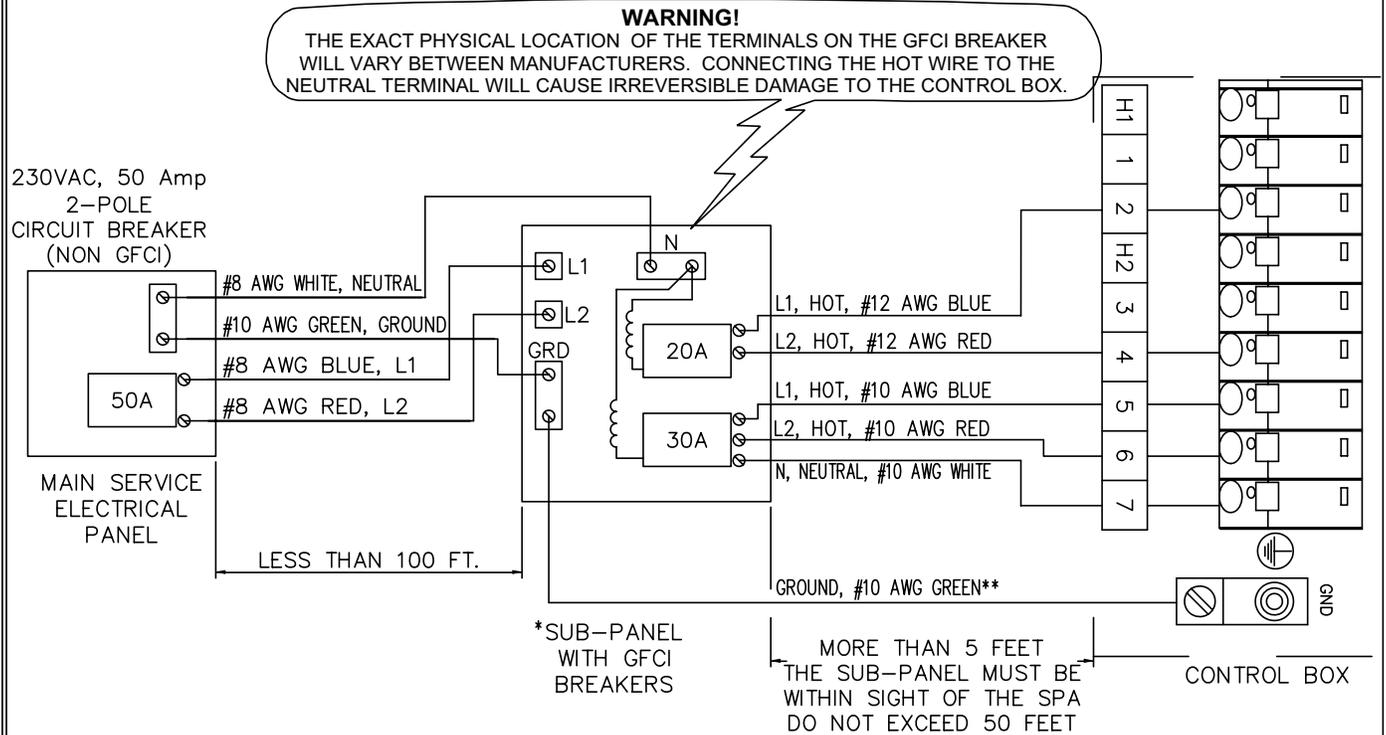 WARNING!
THE EXACT PHYSICAL LOCATION OF THE TERMINALS ON THE GFCI BREAKER
WILL VARY BETWEEN MANUFACTURERS. CONNECTING THE HOT WIRE TO THE
NEUTRAL TERMINAL WILL CAUSE IRREVERSIBLE DAMAGE TO THE CONTROL BOX.
230VAC, 50 Amp
2-POLE
CIRCUIT BREAKER
(NON GFCI)
#8 AWG WHITE, NEUTRAL
#10 AWG GREEN, GROUND
#8 AWG BLUE, L1
#8 AWG RED, L2
50A
MAIN SERVICE
ELECTRICAL
PANEL
LESS THAN 100 FT.
N
L1
L2
GRD
20A
30A
*SUB-PANEL
WITH GFCI
BREAKERS
L1, HOT, #12 AWG BLUE
L2, HOT, #12 AWG RED
L1, HOT, #10 AWG BLUE
L2, HOT, #10 AWG RED
N, NEUTRAL, #10 AWG WHITE
GROUND, #10 AWG GREEN**
MORE THAN 5 FEET
THE SUB-PANEL MUST BE
WITHIN SIGHT OF THE SPA
DO NOT EXCEED 50 FEET
H1
1
2
H2
3
4
5
6
7
GND
CONTROL BOX